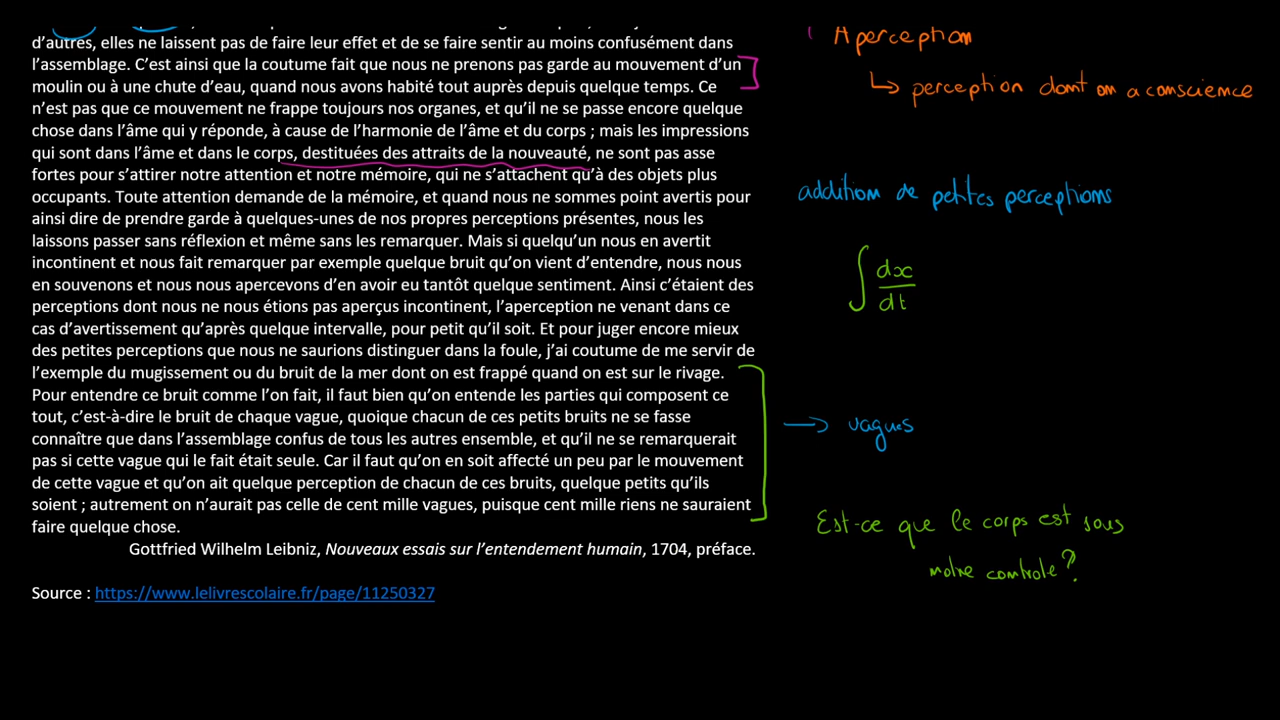 d'autres, elles ne laissent pas de faire leur effet et de se faire sentir au moins confusément dans
l'assemblage. C'est ainsi que la coutume fait que nous ne prenons pas garde au mouvement d'un
moulin ou à une chute d'eau, quand nous avons habité tout auprès depuis quelque temps. Ce
n'est pas que ce mouvement ne frappe toujours nos organes, et qu'il ne se passe encore quelque
chose dans l'âme qui y réponde, à cause de l'harmonie de l'âme et du corps ; mais les impressions
qui sont dans l'âme et dans le corps, destituées des attraits de la nouveauté, ne sont pas asse
fortes pour s'attirer notre attention et notre mémoire, qui ne s'attachent qu'à des objets plus
occupants. Toute attention demande de la mémoire, et quand nous ne sommes point avertis pour
ainsi dire de prendre garde à quelques-unes de nos propres perceptions présentes, nous les
laissons passer sans réflexion et même sans les remarquer. Mais si quelqu'un nous en avertit
incontinent et nous fait remarquer par exemple quelque bruit qu'on vient d'entendre, nous nous
en souvenons et nous nous apercevons d'en avoir eu tantôt quelque sentiment. Ainsi c'étaient des
perceptions dont nous ne nous étions pas aperçus incontinent, l'aperception ne venant dans ce
cas d'avertissement qu'après quelque intervalle, pour petit qu'il soit. Et pour juger encore mieux
des petites perceptions que nous ne saurions distinguer dans la foule, j'ai coutume de me servir de
l'exemple du mugissement ou du bruit de la mer dont on est frappé quand on est sur le rivage.
Pour entendre ce bruit comme l'on fait, il faut bien qu'on entende les parties qui composent ce
tout, c'est-à-dire le bruit de chaque vague, quoique chacun de ces petits bruits ne se fasse
connaître que dans l'assemblage confus de tous les autres ensemble, et qu'il ne se remarquerait
pas si cette vague qui le fait était seule. Car il faut qu'on en soit affecté un peu par le mouvement
de cette vague et qu'on ait quelque perception de chacun de ces bruits, quelque petits qu'ils
soient ; autrement on n'aurait pas celle de cent mille vagues, puisque cent mille riens ne sauraient
faire quelque chose.
Gottfried Wilhelm Leibniz, Nouveaux essais sur l'entendement humain, 1704, préface.
Source : https://www.lelivrescolaire.fr/page/11250327
Aperception
perception dont on a conscience
addition de petites perceptions
∫ dx/dt
→ vagues
Est-ce que le corps est sous
notre controle ?